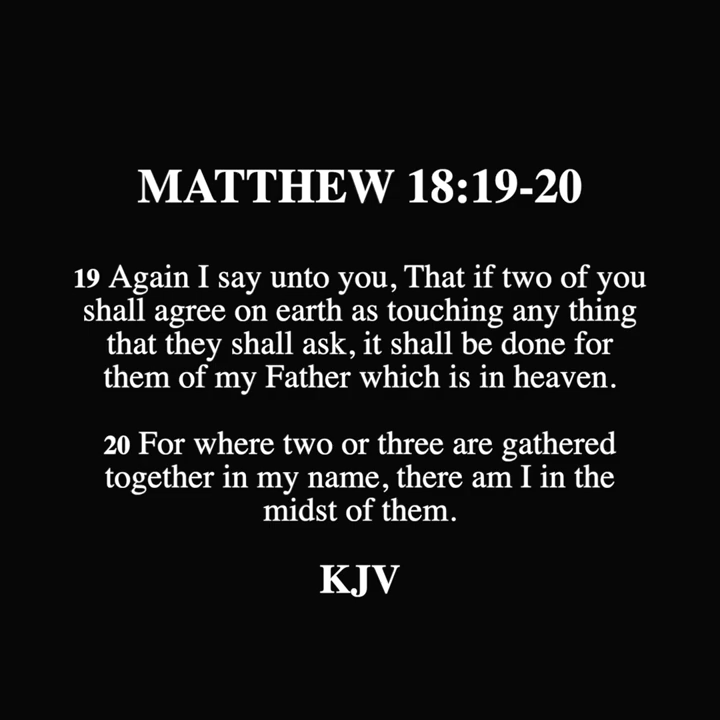 MATTHEW 18:19-20
19 Again I say unto you, That if two of you
shall agree on earth as touching any thing
that they shall ask, it shall be done for
them of my Father which is in heaven.
20 For where two or three are gathered
together in my name, there am I in the
midst of them.
KJV